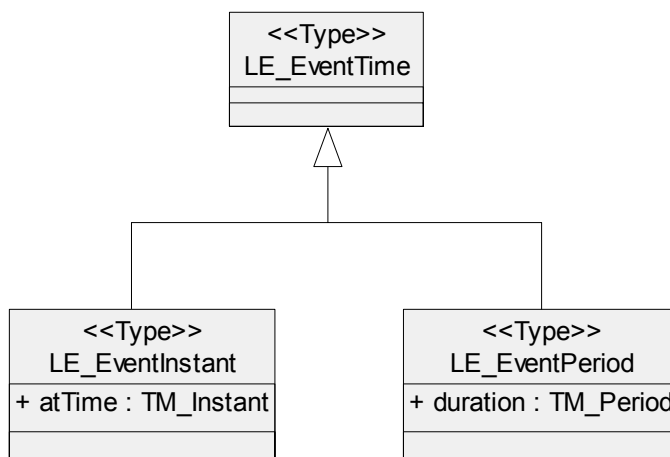 <<Type>>
LE_EventTime
<<Type>>
LE_EventInstant
+ atTime : TM_Instant
<<Type>>
LE_EventPeriod
+ duration : TM_Period